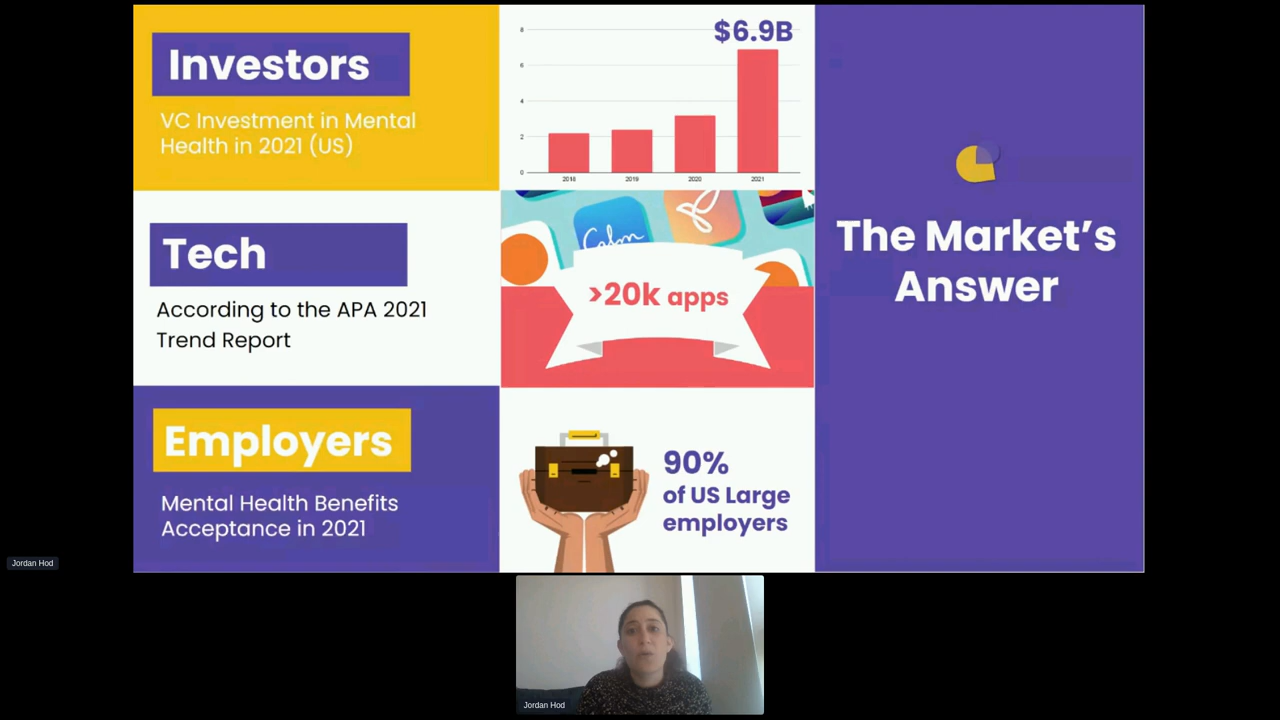 Investors
VC Investment in Mental
Health in 2021 (US)
$6.9B
8
6
4
2
0
2018
2019
2020
2021
Tech
According to the APA 2021
Trend Report
Calm
>20k apps
Employers
Mental Health Benefits
Acceptance in 2021
90%
of US Large
employers
The Market’s
Answer
Jordan Hod
Jordan Hod